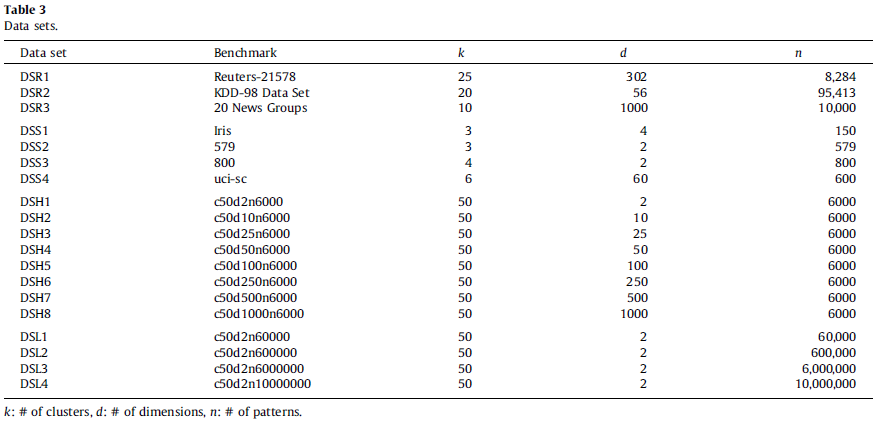 Table 3
Data sets.
Data set Benchmark k d n
DSR1 Reuters-21578 25 302 8,284
DSR2 KDD-98 Data Set 20 56 95,413
DSR3 20 News Groups 10 1000 10,000
DSS1 Iris 3 4 150
DSS2 579 3 2 579
DSS3 800 4 2 800
DSS4 uci-sc 6 60 600
DSH1 c50d2n6000 50 2 6000
DSH2 c50d10n6000 50 10 6000
DSH3 c50d25n6000 50 25 6000
DSH4 c50d50n6000 50 50 6000
DSH5 c50d100n6000 50 100 6000
DSH6 c50d250n6000 50 250 6000
DSH7 c50d500n6000 50 500 6000
DSH8 c50d1000n6000 50 1000 6000
DSL1 c50d2n60000 50 2 60,000
DSL2 c50d2n600000 50 2 600,000
DSL3 c50d2n6000000 50 2 6,000,000
DSL4 c50d2n10000000 50 2 10,000,000
k: # of clusters, d: # of dimensions, n: # of patterns.